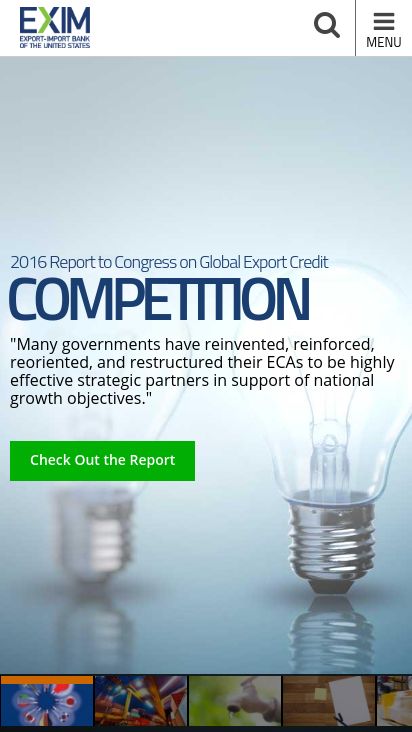 EXIM
EXPORT-IMPORT BANK
OF THE UNITED STATES
MENU
2016 Report to Congress on Global Export Credit
COMPETITION
"Many governments have reinvented, reinforced,
reoriented, and restructured their ECAs to be highly
effective strategic partners in support of national
growth objectives."
Check Out the Report